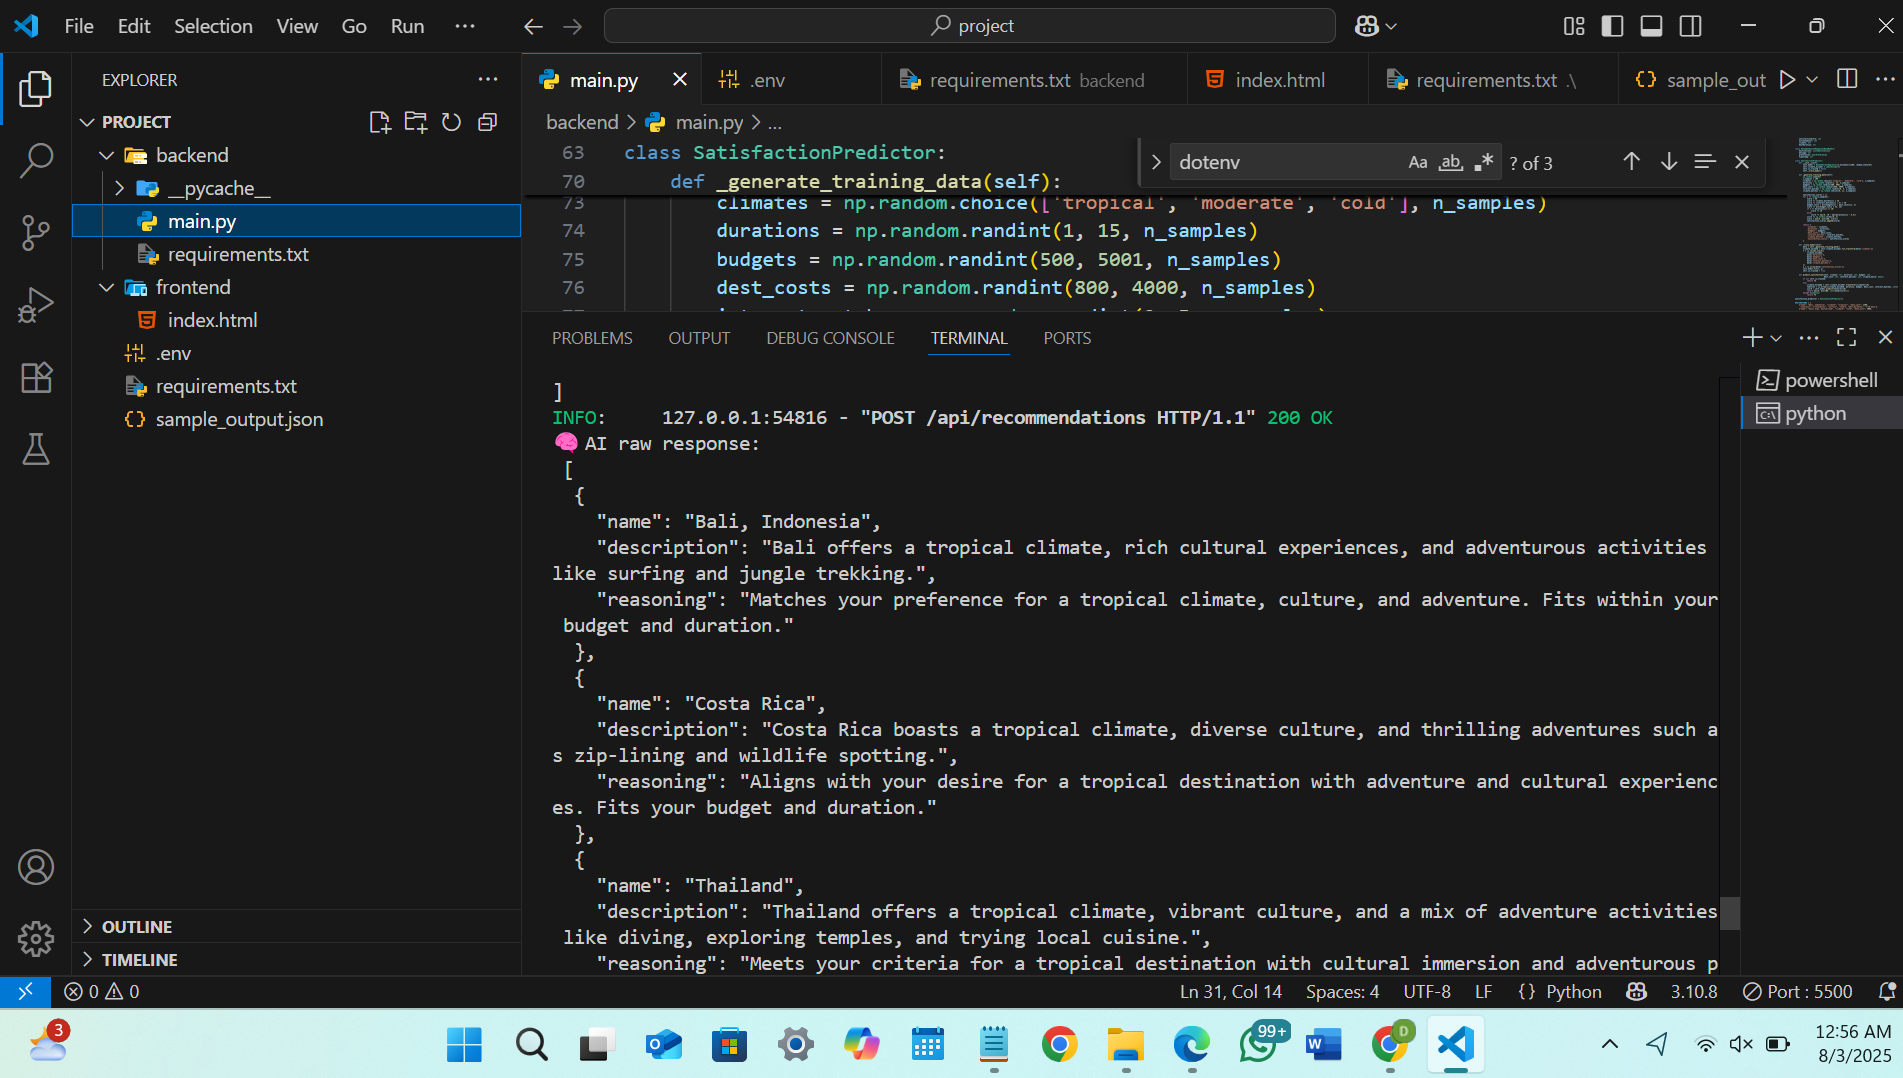 File Edit Selection View Go Run ...
project
EXPLORER
main.py
.env
requirements.txt backend
index.html
requirements.txt .\
sample_out
PROJECT
backend
__pycache__
main.py
requirements.txt
frontend
index.html
.env
requirements.txt
sample_output.json
OUTLINE
TIMELINE
backend > main.py > ...
dotenv
Aa
ab
? of 3
63 class SatisfactionPredictor:
70 def _generate_training_data(self):
73 climates = np.random.choice(['tropical', 'moderate', 'cold'], n_samples)
74 durations = np.random.randint(1, 15, n_samples)
75 budgets = np.random.randint(500, 5001, n_samples)
76 dest_costs = np.random.randint(800, 4000, n_samples)
PROBLEMS OUTPUT DEBUG CONSOLE TERMINAL PORTS
powershell
python
]
INFO: 127.0.0.1:54816 - "POST /api/recommendations HTTP/1.1" 200 OK
🧠 AI raw response:
[
{
"name": "Bali, Indonesia",
"description": "Bali offers a tropical climate, rich cultural experiences, and adventurous activities
like surfing and jungle trekking.",
"reasoning": "Matches your preference for a tropical climate, culture, and adventure. Fits within your
budget and duration."
},
{
"name": "Costa Rica",
"description": "Costa Rica boasts a tropical climate, diverse culture, and thrilling adventures such a
s zip-lining and wildlife spotting.",
"reasoning": "Aligns with your desire for a tropical destination with adventure and cultural experienc
es. Fits your budget and duration."
},
{
"name": "Thailand",
"description": "Thailand offers a tropical climate, vibrant culture, and a mix of adventure activities
like diving, exploring temples, and trying local cuisine.",
"reasoning": "Meets your criteria for a tropical destination with cultural immersion and adventurous p
0 0
Ln 31, Col 14 Spaces: 4 UTF-8 LF {} Python 3.10.8 Port : 5500
3
99+
D
12:56 AM
8/3/2025